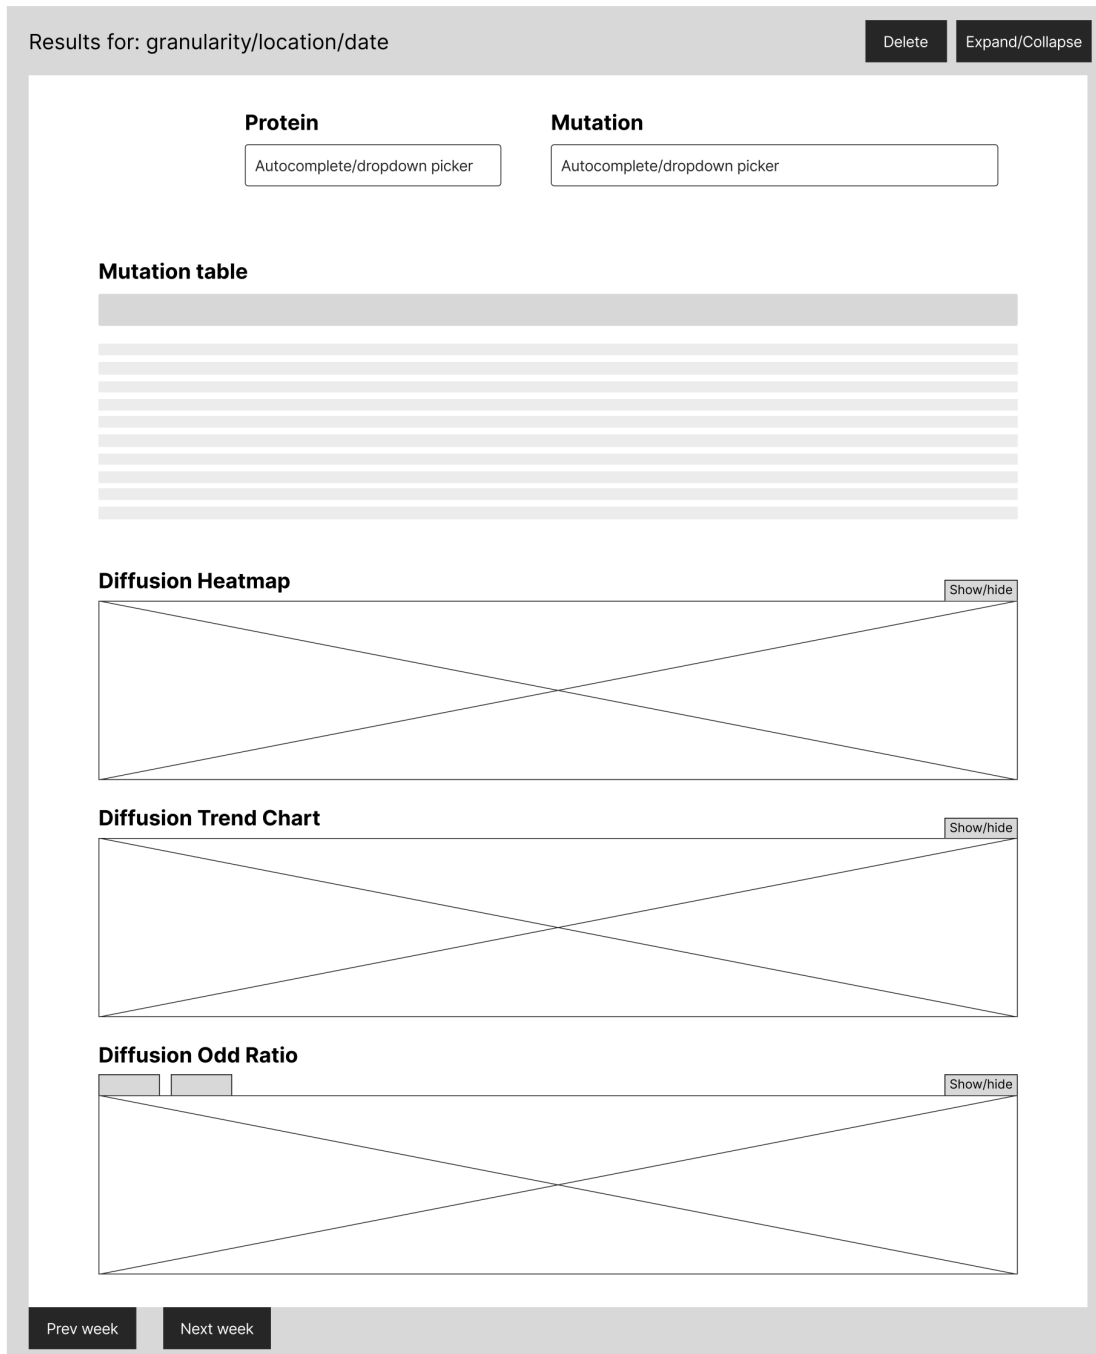 Results for: granularity/location/date
Delete
Expand/Collapse
Protein
Mutation
Autocomplete/dropdown picker
Autocomplete/dropdown picker
Mutation table
Diffusion Heatmap
Show/hide
Diffusion Trend Chart
Show/hide
Diffusion Odd Ratio
Show/hide
Prev week
Next week